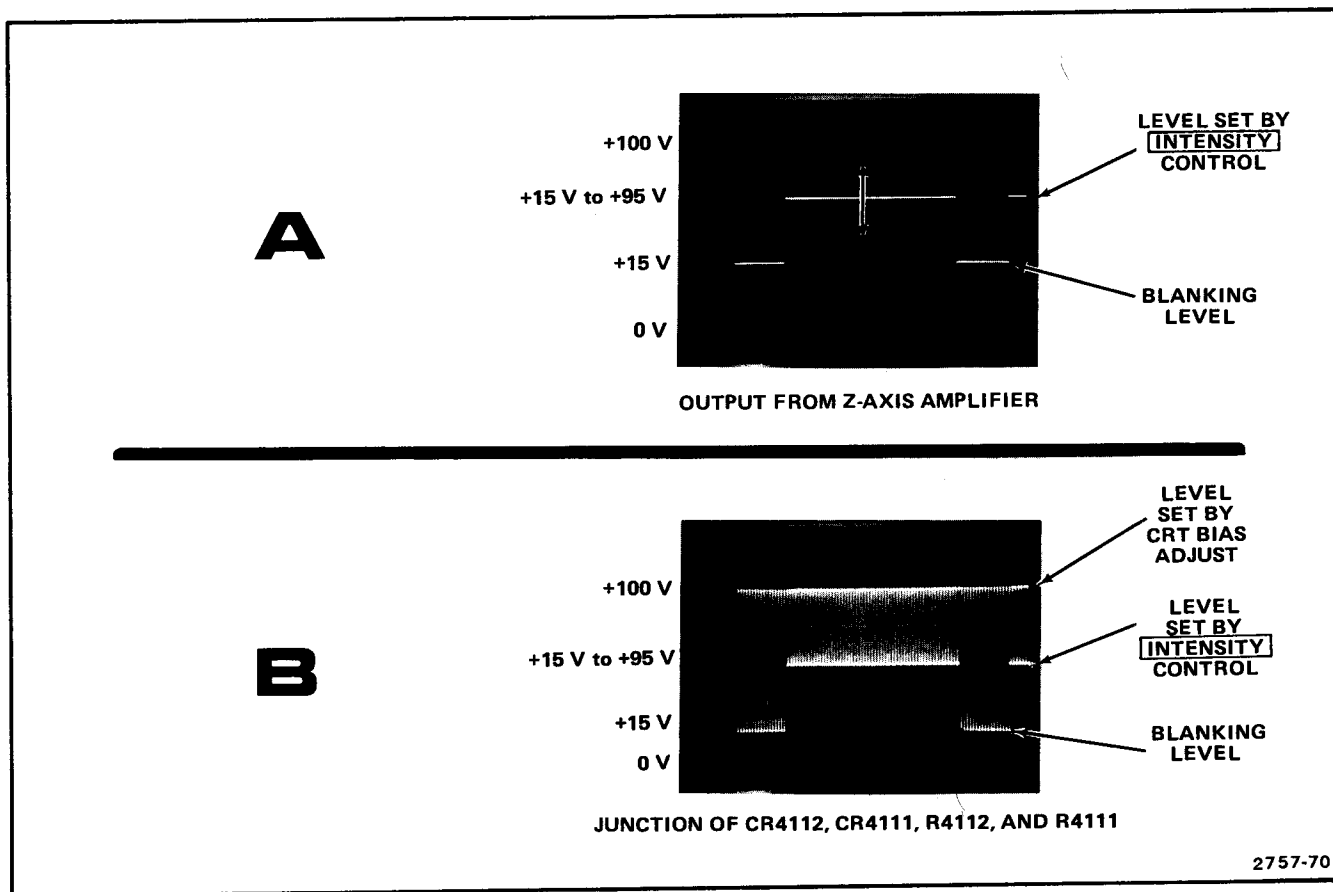 A
+100 V
+15 V to +95 V
+15 V
0 V
LEVEL SET BY
INTENSITY
CONTROL
BLANKING
LEVEL
OUTPUT FROM Z-AXIS AMPLIFIER
B
+100 V
+15 V to +95 V
+15 V
0 V
LEVEL
SET BY
CRT BIAS
ADJUST
LEVEL
SET BY
INTENSITY
CONTROL
BLANKING
LEVEL
JUNCTION OF CR4112, CR4111, R4112, AND R4111
2757-70